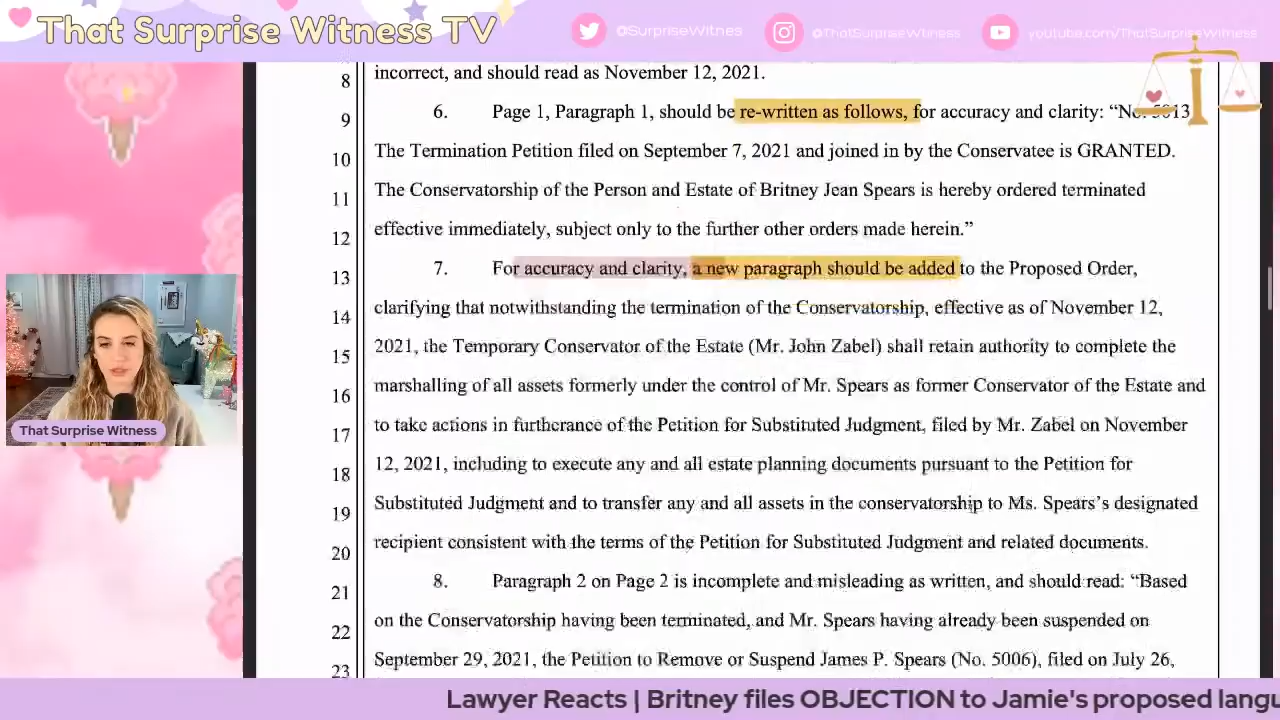 That Surprise Witness TV
@SurpriseWitnes
@ThatSurpriseWitness
youtube.com/ThatSurpriseWitness
8 incorrect, and should read as November 12, 2021.
9 6. Page 1, Paragraph 1, should be re-written as follows, for accuracy and clarity: “No. 5013
10 The Termination Petition filed on September 7, 2021 and joined in by the Conservatee is GRANTED.
11 The Conservatorship of the Person and Estate of Britney Jean Spears is hereby ordered terminated
12 effective immediately, subject only to the further other orders made herein.”
13 7. For accuracy and clarity, a new paragraph should be added to the Proposed Order,
14 clarifying that notwithstanding the termination of the Conservatorship, effective as of November 12,
15 2021, the Temporary Conservator of the Estate (Mr. John Zabel) shall retain authority to complete the
16 marshalling of all assets formerly under the control of Mr. Spears as former Conservator of the Estate and
17 to take actions in furtherance of the Petition for Substituted Judgment, filed by Mr. Zabel on November
18 12, 2021, including to execute any and all estate planning documents pursuant to the Petition for
19 Substituted Judgment and to transfer any and all assets in the conservatorship to Ms. Spears’s designated
20 recipient consistent with the terms of the Petition for Substituted Judgment and related documents.
21 8. Paragraph 2 on Page 2 is incomplete and misleading as written, and should read: “Based
22 on the Conservatorship having been terminated, and Mr. Spears having already been suspended on
23 September 29, 2021, the Petition to Remove or Suspend James P. Spears (No. 5006), filed on July 26,
That Surprise Witness
Lawyer Reacts | Britney files OBJECTION to Jamie's proposed langu